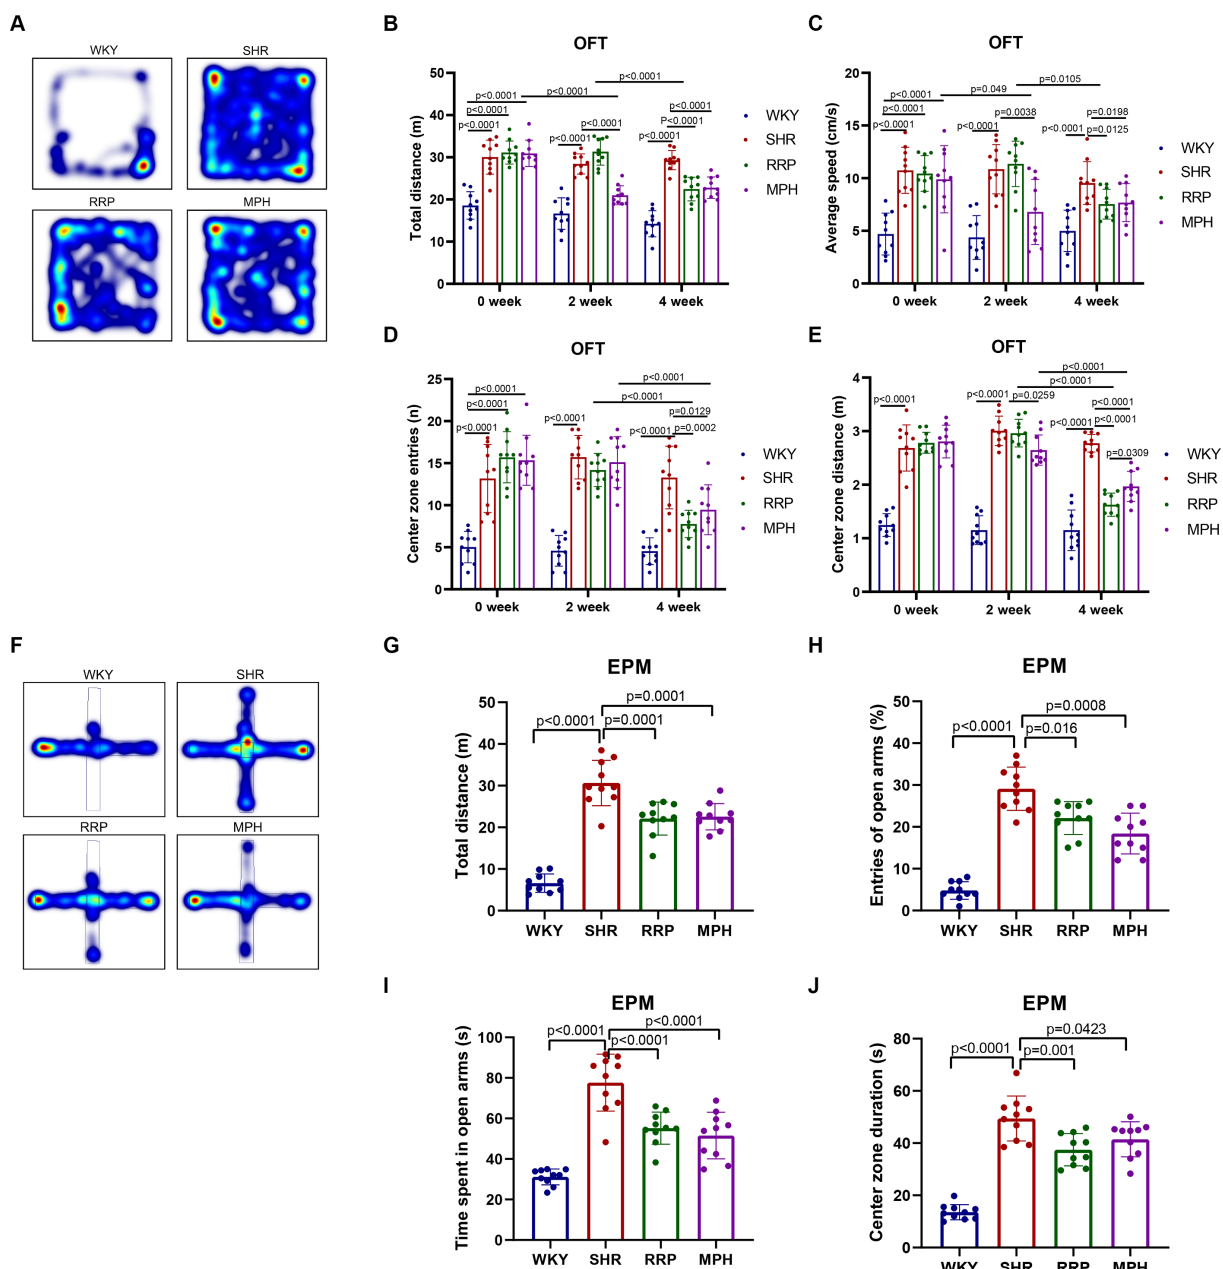 A
WKY
SHR
RRP
MPH
B
OFT
Total distance (m)
50
40
30
20
10
0
p<0.0001
p<0.0001
p<0.0001
p<0.0001
p<0.0001
p<0.0001
p<0.0001
p<0.0001
p<0.0001
p<0.0001
0 week
2 week
4 week
WKY
SHR
RRP
MPH
C
OFT
Average speed (cm/s)
20
15
10
5
0
p=0.0105
p=0.049
p<0.0001
p<0.0001
p<0.0001
p=0.0038
p<0.0001
p=0.0198
p<0.0001
p=0.0125
0 week
2 week
4 week
WKY
SHR
RRP
MPH
D
OFT
Center zone entries (n)
25
20
15
10
5
0
p<0.0001
p<0.0001
p<0.0001
p<0.0001
p<0.0001
p<0.0001
p=0.0129
p<0.0001
p=0.0002
0 week
2 week
4 week
WKY
SHR
RRP
MPH
E
OFT
Center zone distance (m)
4
3
2
1
0
p<0.0001
p<0.0001
p<0.0001
p<0.0001
p=0.0259
p<0.0001
p<0.0001
p<0.0001
p=0.0309
0 week
2 week
4 week
WKY
SHR
RRP
MPH
F
WKY
SHR
RRP
MPH
G
EPM
Total distance (m)
50
40
30
20
10
0
p=0.0001
p<0.0001
p=0.0001
WKY
SHR
RRP
MPH
H
EPM
Entries of open arms (%)
50
40
30
20
10
0
p=0.0008
p<0.0001
p=0.016
WKY
SHR
RRP
MPH
I
EPM
Time spent in open arms (s)
100
80
60
40
20
0
p<0.0001
p<0.0001
p<0.0001
WKY
SHR
RRP
MPH
J
EPM
Center zone duration (s)
80
60
40
20
0
p=0.0423
p<0.0001
p=0.001
WKY
SHR
RRP
MPH